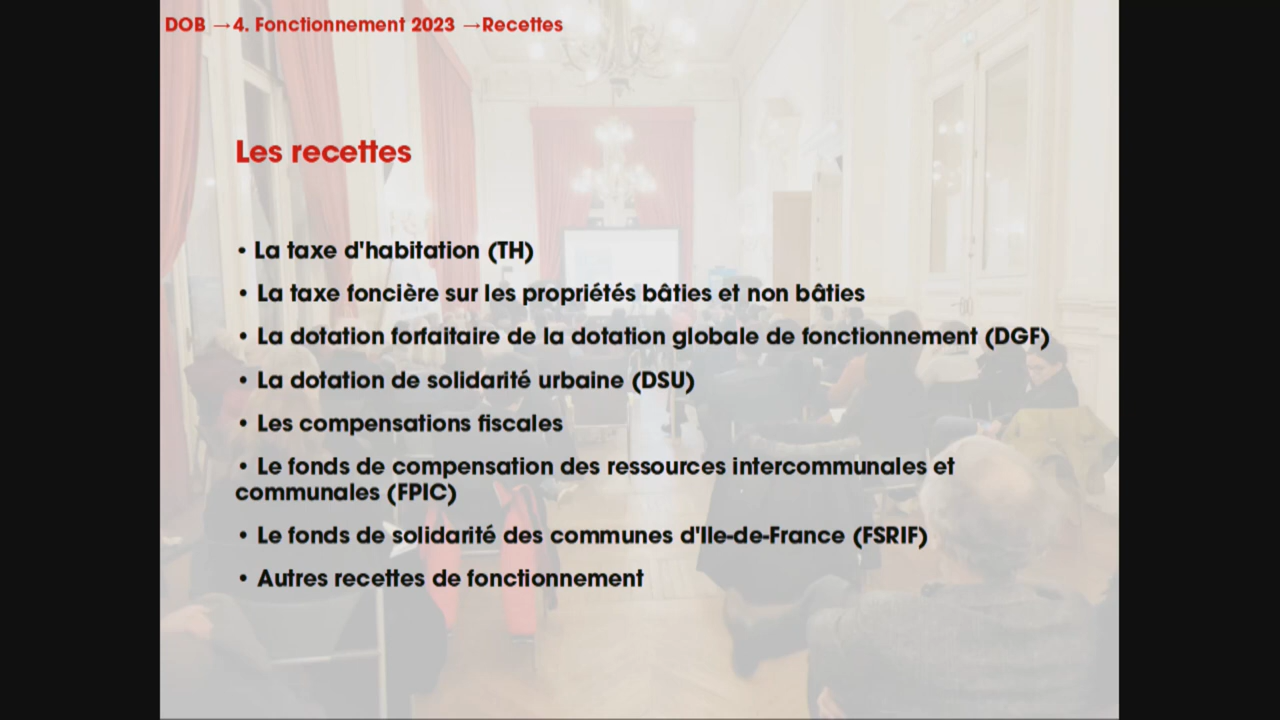 DOB →4. Fonctionnement 2023 →Recettes
Les recettes
• La taxe d'habitation (TH)
• La taxe foncière sur les propriétés bâties et non bâties
• La dotation forfaitaire de la dotation globale de fonctionnement (DGF)
• La dotation de solidarité urbaine (DSU)
• Les compensations fiscales
• Le fonds de compensation des ressources intercommunales et
communales (FPIC)
• Le fonds de solidarité des communes d'Ile-de-France (FSRIF)
• Autres recettes de fonctionnement